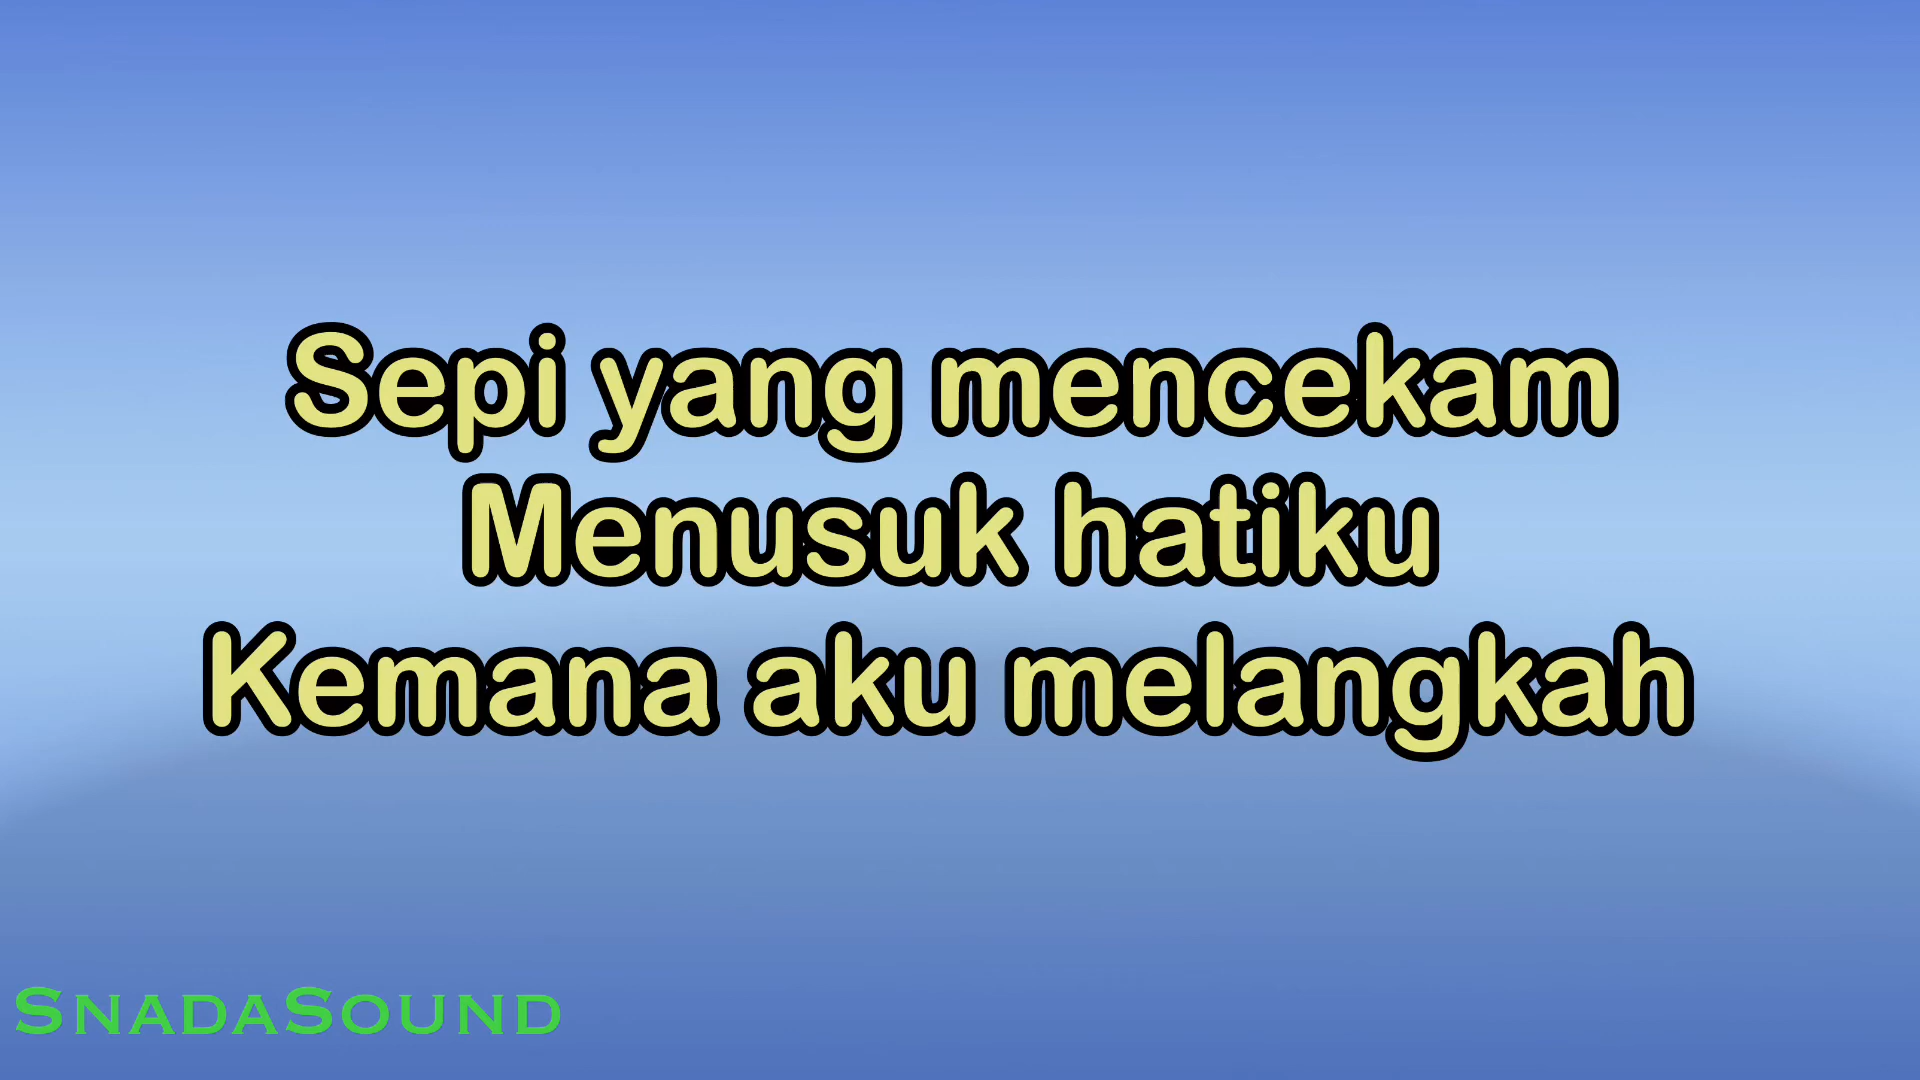 Sepi yang mencekam
Menusuk hatiku
Kemana aku melangkah
SnadaSound